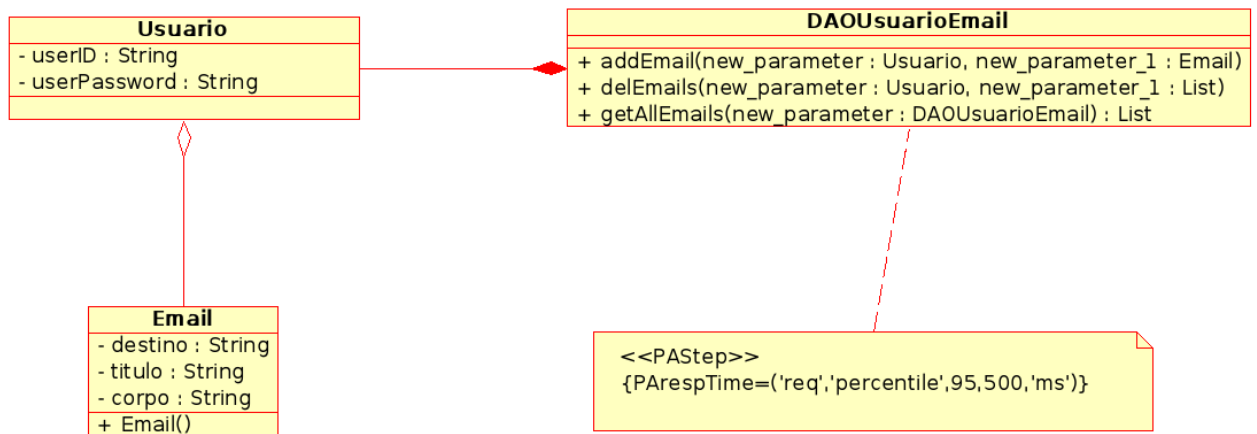 Usuario
- userID : String
- userPassword : String
DAOUsuarioEmail
+ addEmail(new_parameter : Usuario, new_parameter_1 : Email)
+ delEmails(new_parameter : Usuario, new_parameter_1 : List)
+ getAllEmails(new_parameter : DAOUsuarioEmail) : List
Email
- destino : String
- titulo : String
- corpo : String
+ Email()
<<PAStep>>
{PArespTime=('req','percentile',95,500,'ms')}